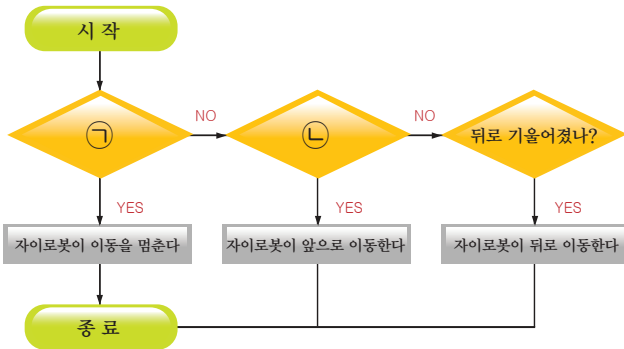 시작
㉠
NO
㉡
NO
뒤로 기울어졌나?
YES
YES
YES
자이로봇이 이동을 멈춘다
자이로봇이 앞으로 이동한다
자이로봇이 뒤로 이동한다
종료